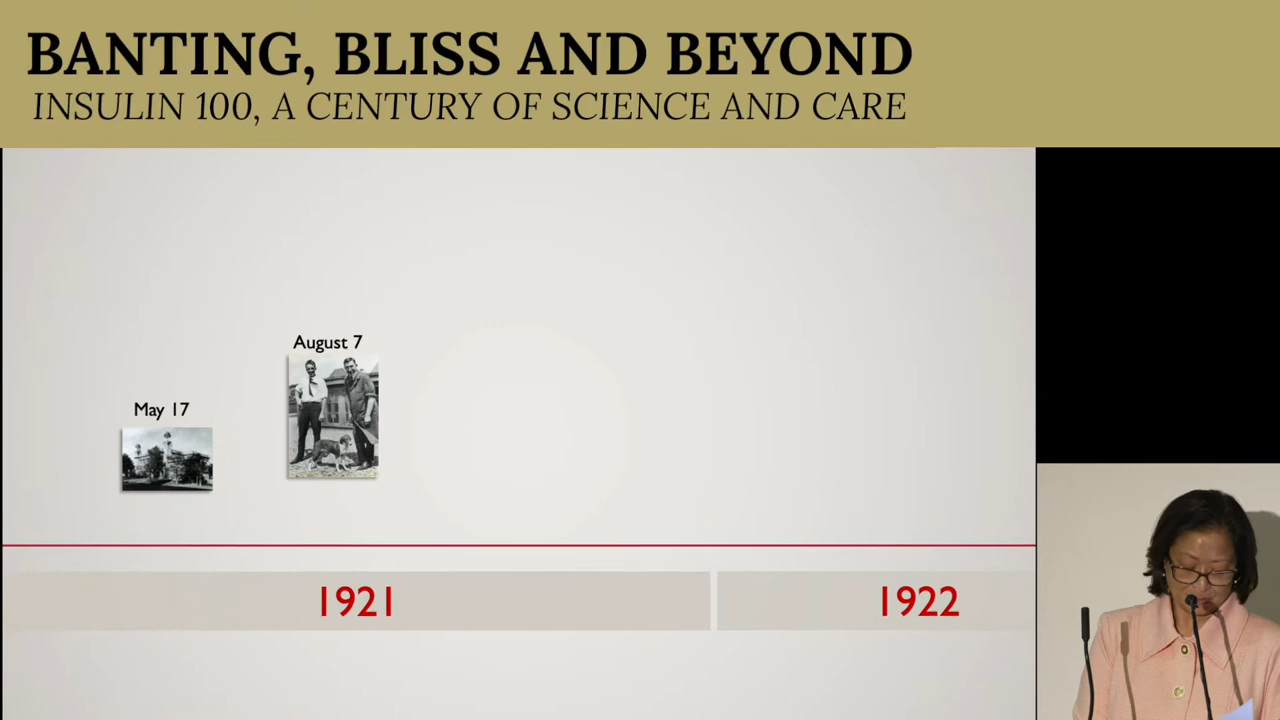 BANTING, BLISS AND BEYOND
INSULIN 100, A CENTURY OF SCIENCE AND CARE
August 7
May 17
1921
1922